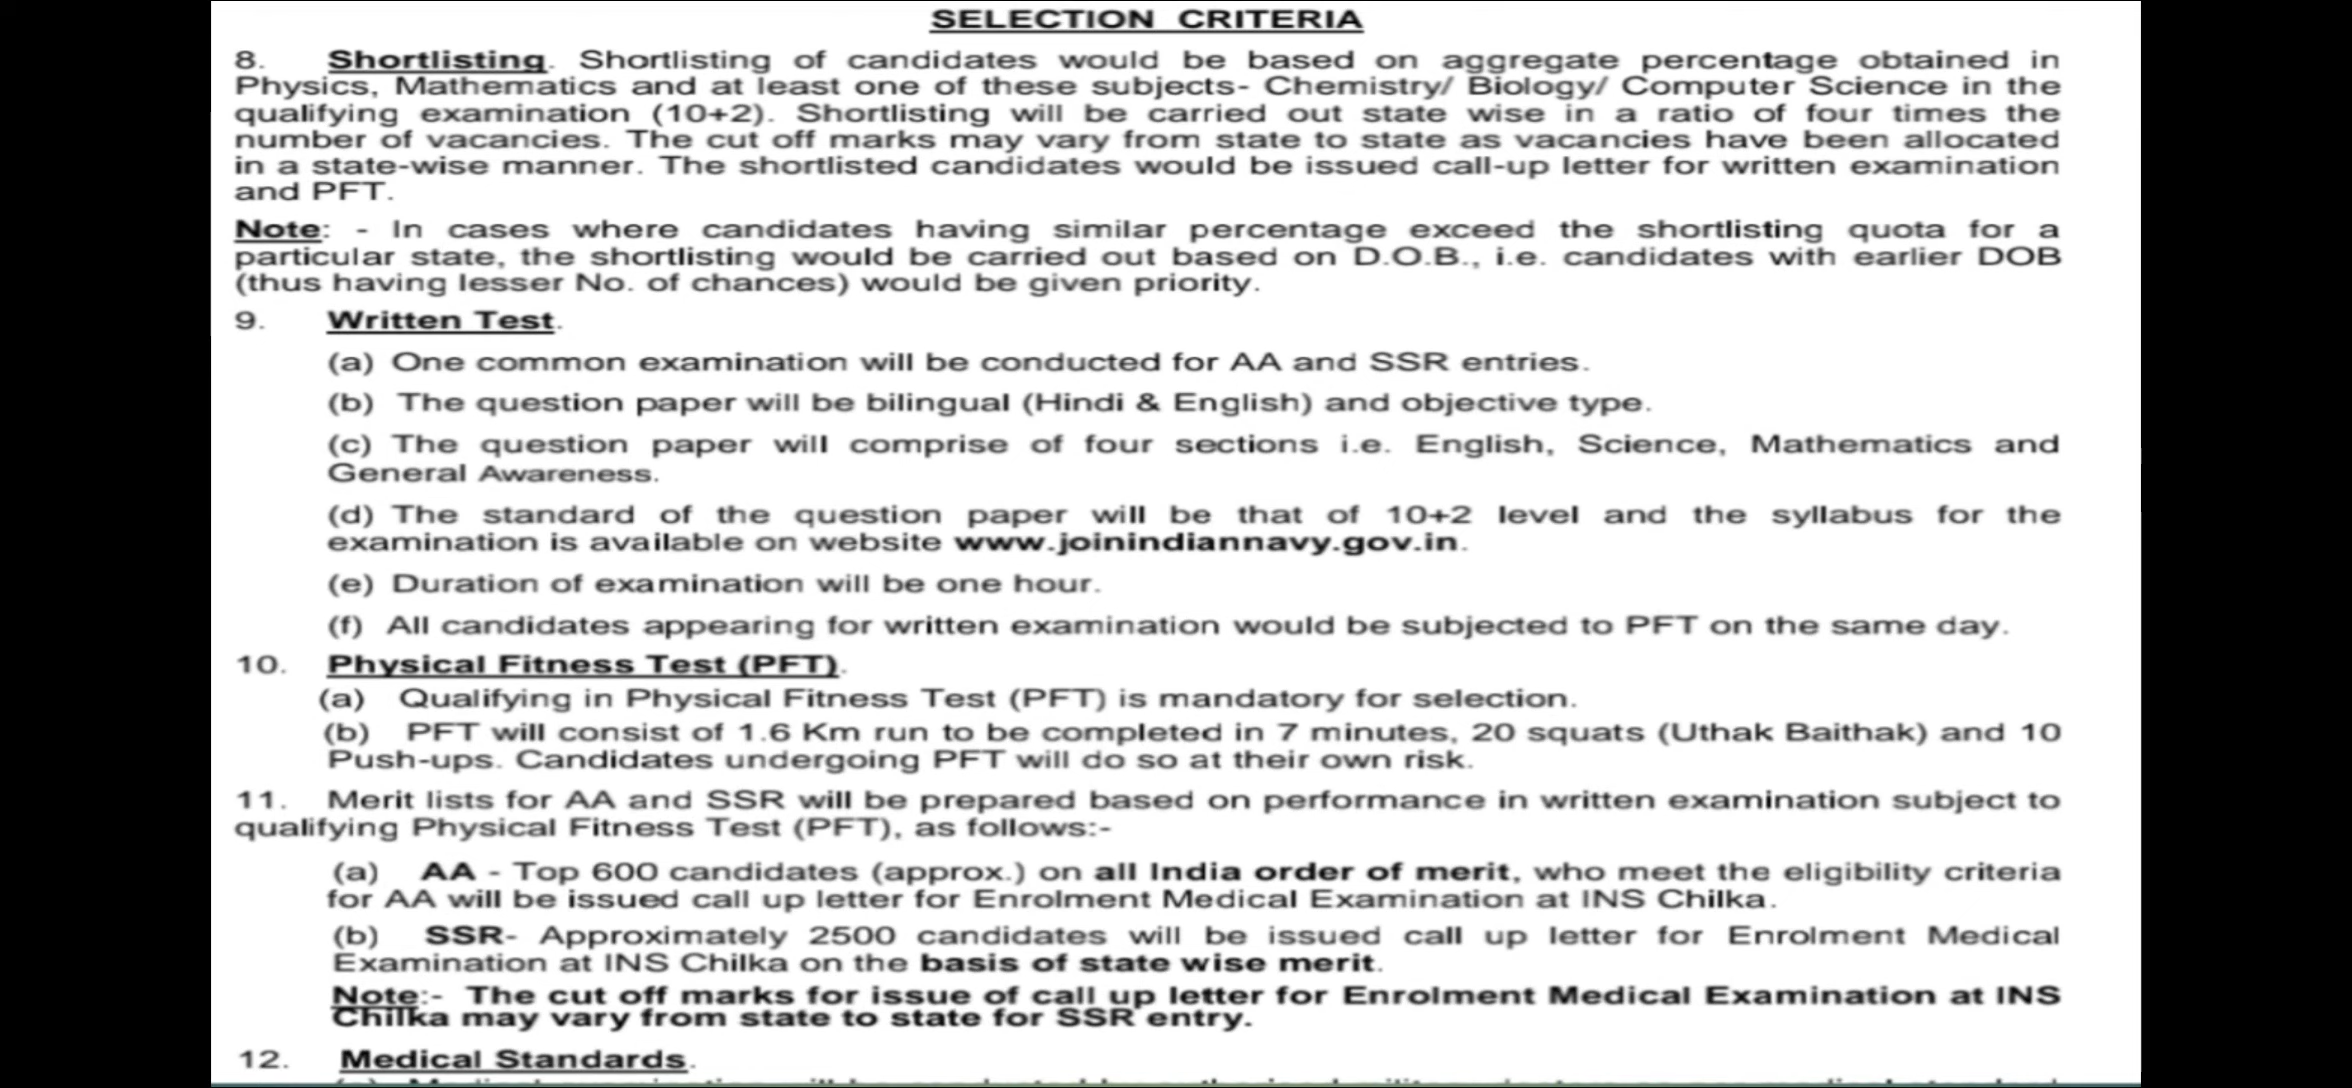 SELECTION CRITERIA
8. Shortlisting. Shortlisting of candidates would be based on aggregate percentage obtained in
Physics, Mathematics and at least one of these subjects- Chemistry/ Biology/ Computer Science in the
qualifying examination (10+2). Shortlisting will be carried out state wise in a ratio of four times the
number of vacancies. The cut off marks may vary from state to state as vacancies have been allocated
in a state-wise manner. The shortlisted candidates would be issued call-up letter for written examination
and PFT.
Note: - In cases where candidates having similar percentage exceed the shortlisting quota for a
particular state, the shortlisting would be carried out based on D.O.B., i.e. candidates with earlier DOB
(thus having lesser No. of chances) would be given priority.
9. Written Test.
(a) One common examination will be conducted for AA and SSR entries.
(b) The question paper will be bilingual (Hindi & English) and objective type.
(c) The question paper will comprise of four sections i.e. English, Science, Mathematics and
General Awareness.
(d) The standard of the question paper will be that of 10+2 level and the syllabus for the
examination is available on website www.joinindiannavy.gov.in.
(e) Duration of examination will be one hour.
(f) All candidates appearing for written examination would be subjected to PFT on the same day.
10. Physical Fitness Test (PFT).
(a) Qualifying in Physical Fitness Test (PFT) is mandatory for selection.
(b) PFT will consist of 1.6 Km run to be completed in 7 minutes, 20 squats (Uthak Baithak) and 10
Push-ups. Candidates undergoing PFT will do so at their own risk.
11. Merit lists for AA and SSR will be prepared based on performance in written examination subject to
qualifying Physical Fitness Test (PFT), as follows:-
(a) AA - Top 600 candidates (approx.) on all India order of merit, who meet the eligibility criteria
for AA will be issued call up letter for Enrolment Medical Examination at INS Chilka.
(b) SSR- Approximately 2500 candidates will be issued call up letter for Enrolment Medical
Examination at INS Chilka on the basis of state wise merit.
Note:- The cut off marks for issue of call up letter for Enrolment Medical Examination at INS
Chilka may vary from state to state for SSR entry.
12. Medical Standards.